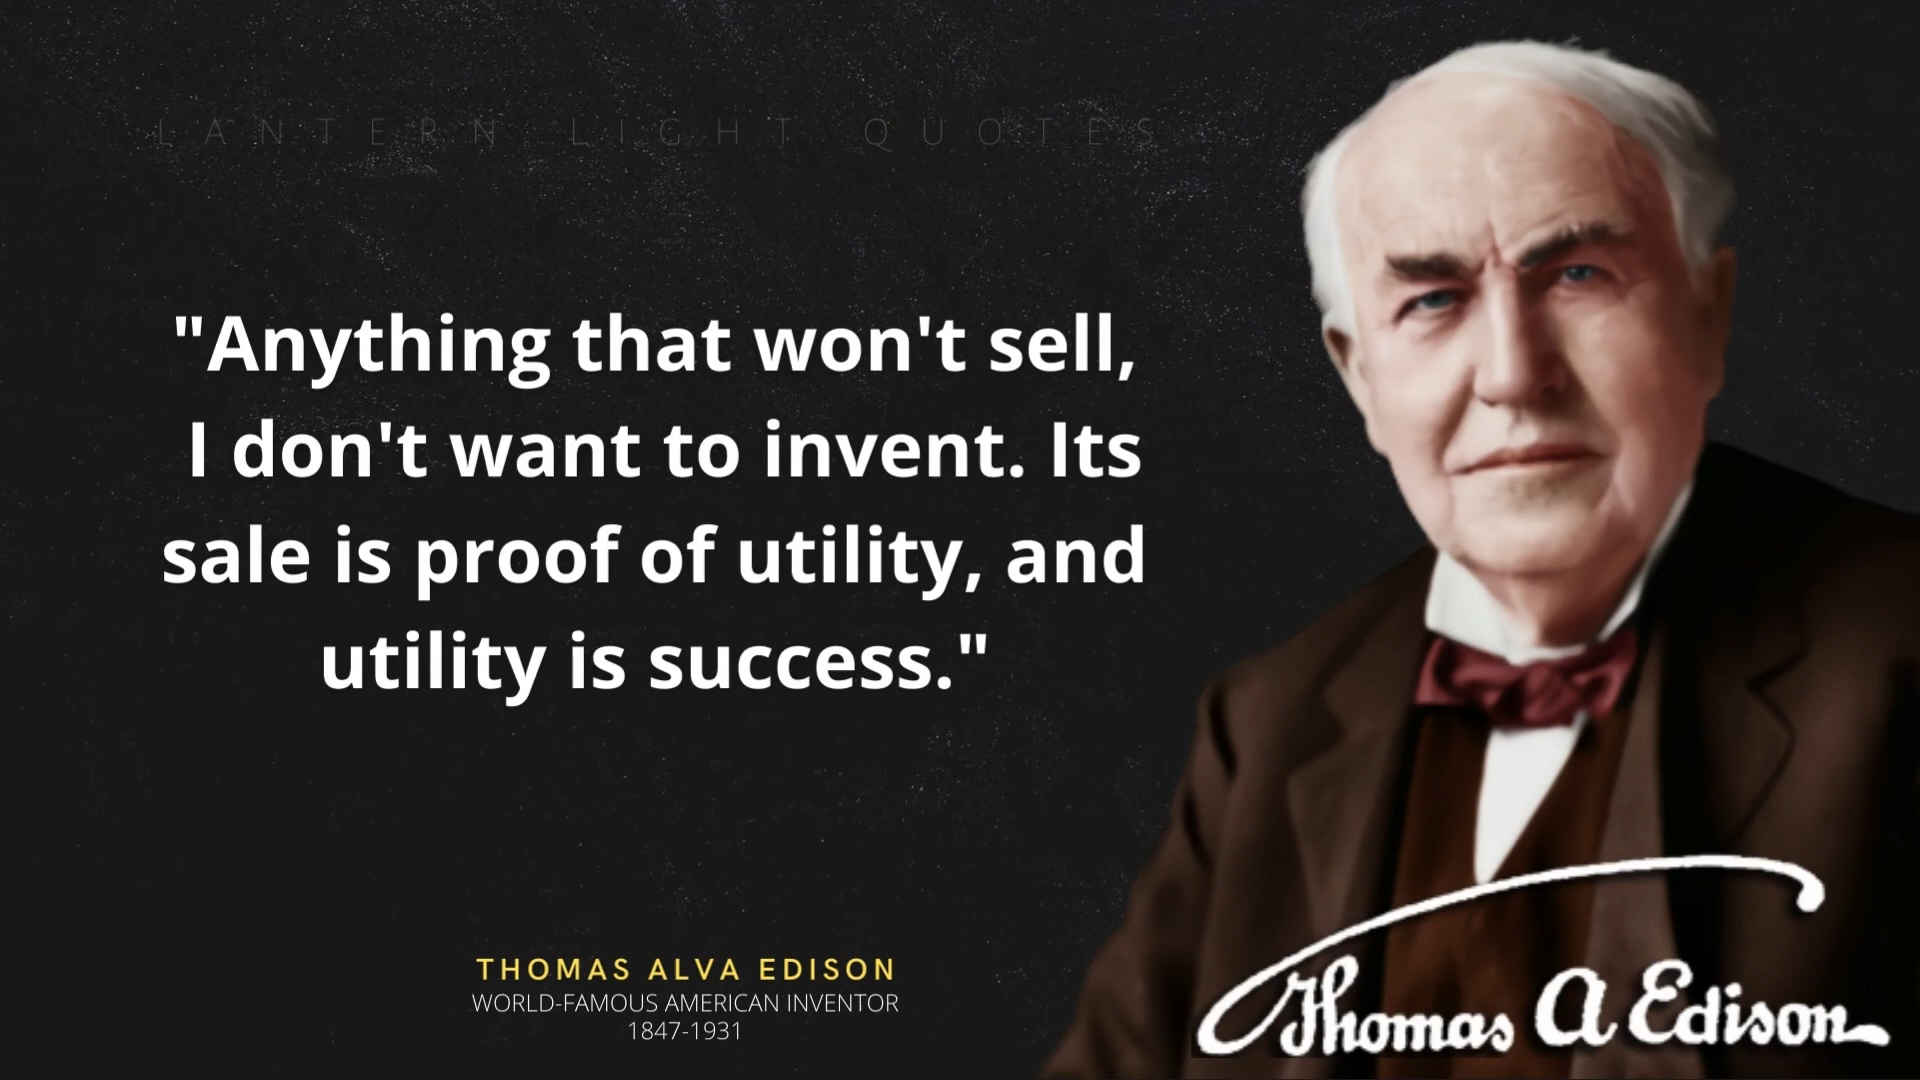 LANTERN LIGHT QUOTES
"Anything that won't sell,
I don't want to invent. Its
sale is proof of utility, and
utility is success."
THOMAS ALVA EDISON
WORLD-FAMOUS AMERICAN INVENTOR
1847-1931
Thomas A Edison